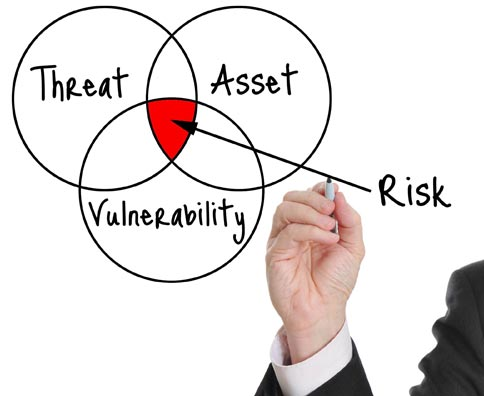 Threat
Asset
Vulnerability
Risk